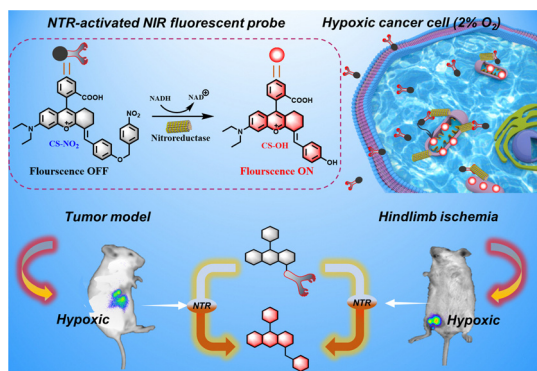 NTR-activated NIR fluorescent probe
Hypoxic cancer cell (2% O₂)
COOH
NO₂
N
O
CS-NO₂
O
Flourscence OFF
NADH
NAD⊕
Nitroreductase
COOH
N
O
CS-OH
OH
Flourscence ON
Tumor model
Hindlimb ischemia
Hypoxic
NTR
NTR
Hypoxic